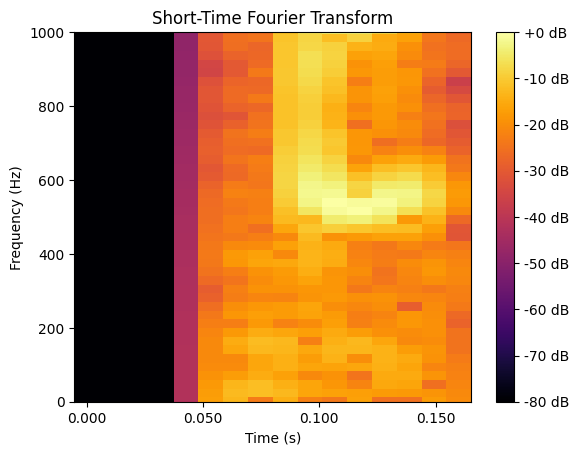 Short-Time Fourier Transform
Frequency (Hz)
1000
800
600
400
200
0
0.000
0.050
0.100
0.150
Time (s)
+0 dB
-10 dB
-20 dB
-30 dB
-40 dB
-50 dB
-60 dB
-70 dB
-80 dB